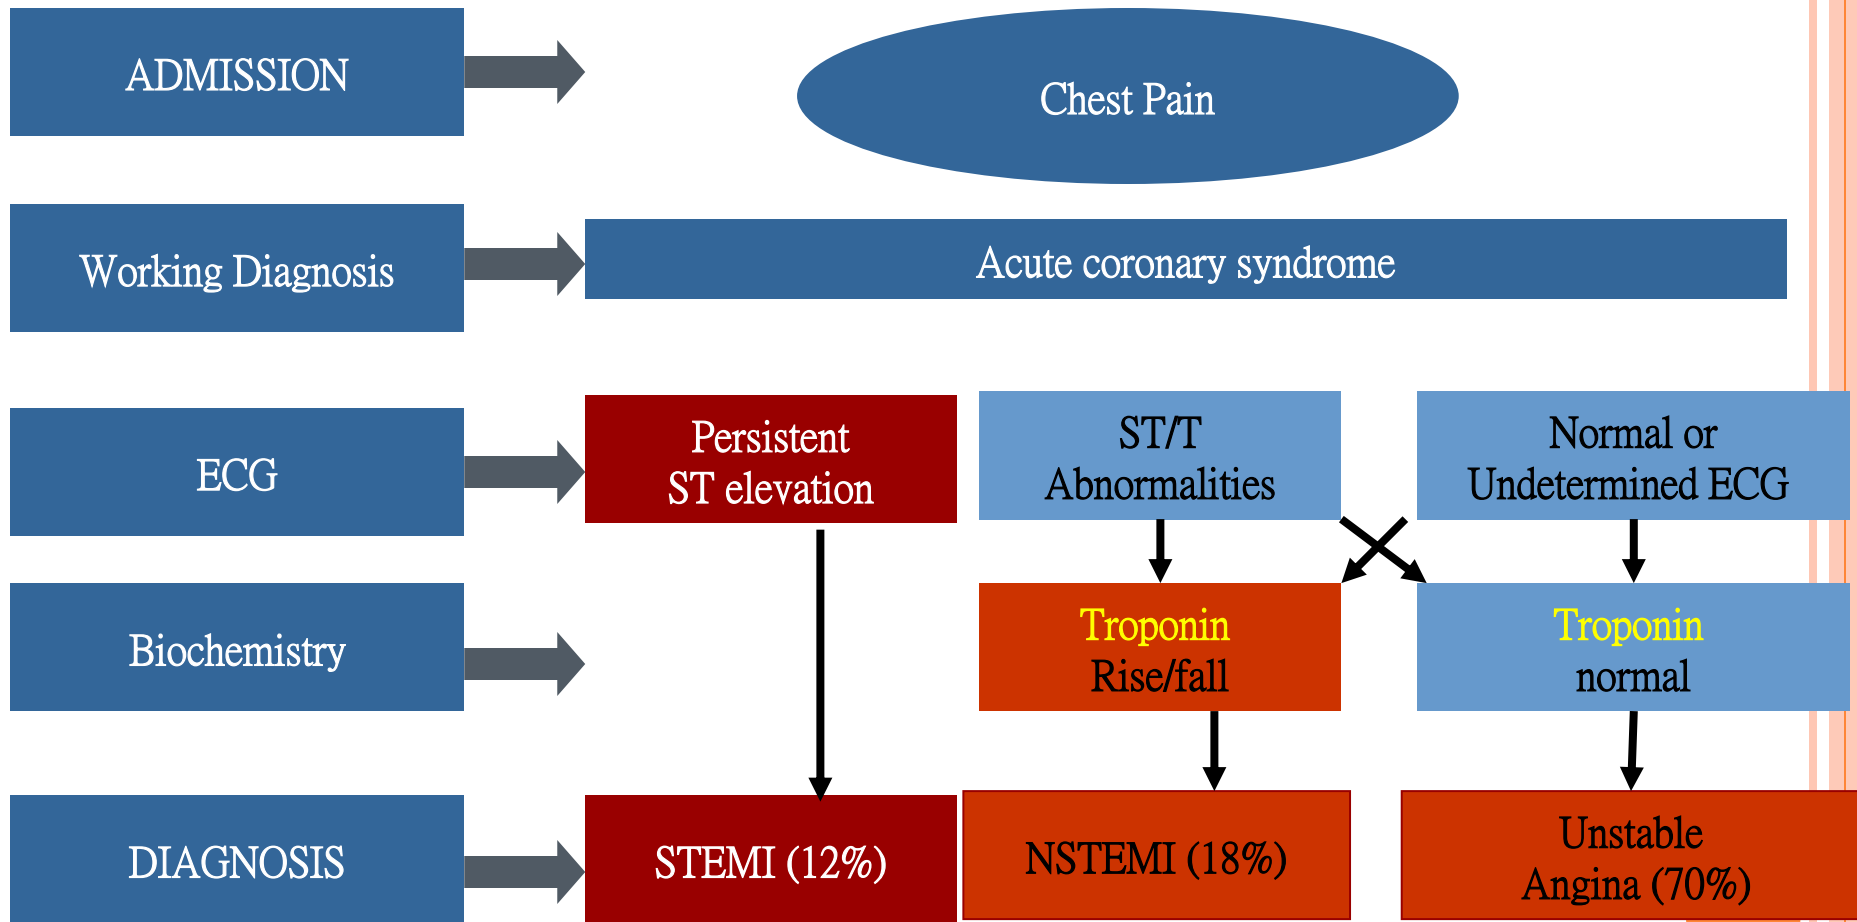 ADMISSION
Chest Pain
Working Diagnosis
Acute coronary syndrome
ECG
Persistent
ST elevation
ST/T
Abnormalities
Normal or
Undetermined ECG
Biochemistry
Troponin
Rise/fall
Troponin
normal
DIAGNOSIS
STEMI (12%)
NSTEMI (18%)
Unstable
Angina (70%)